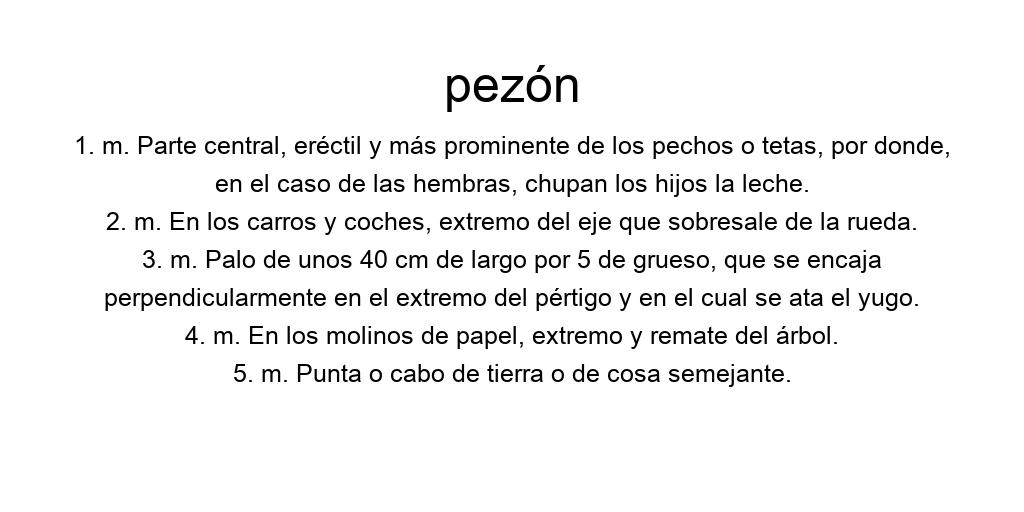 pezón
1. m. Parte central, eréctil y más prominente de los pechos o tetas, por donde,
en el caso de las hembras, chupan los hijos la leche.
2. m. En los carros y coches, extremo del eje que sobresale de la rueda.
3. m. Palo de unos 40 cm de largo por 5 de grueso, que se encaja
perpendicularmente en el extremo del pértigo y en el cual se ata el yugo.
4. m. En los molinos de papel, extremo y remate del árbol.
5. m. Punta o cabo de tierra o de cosa semejante.